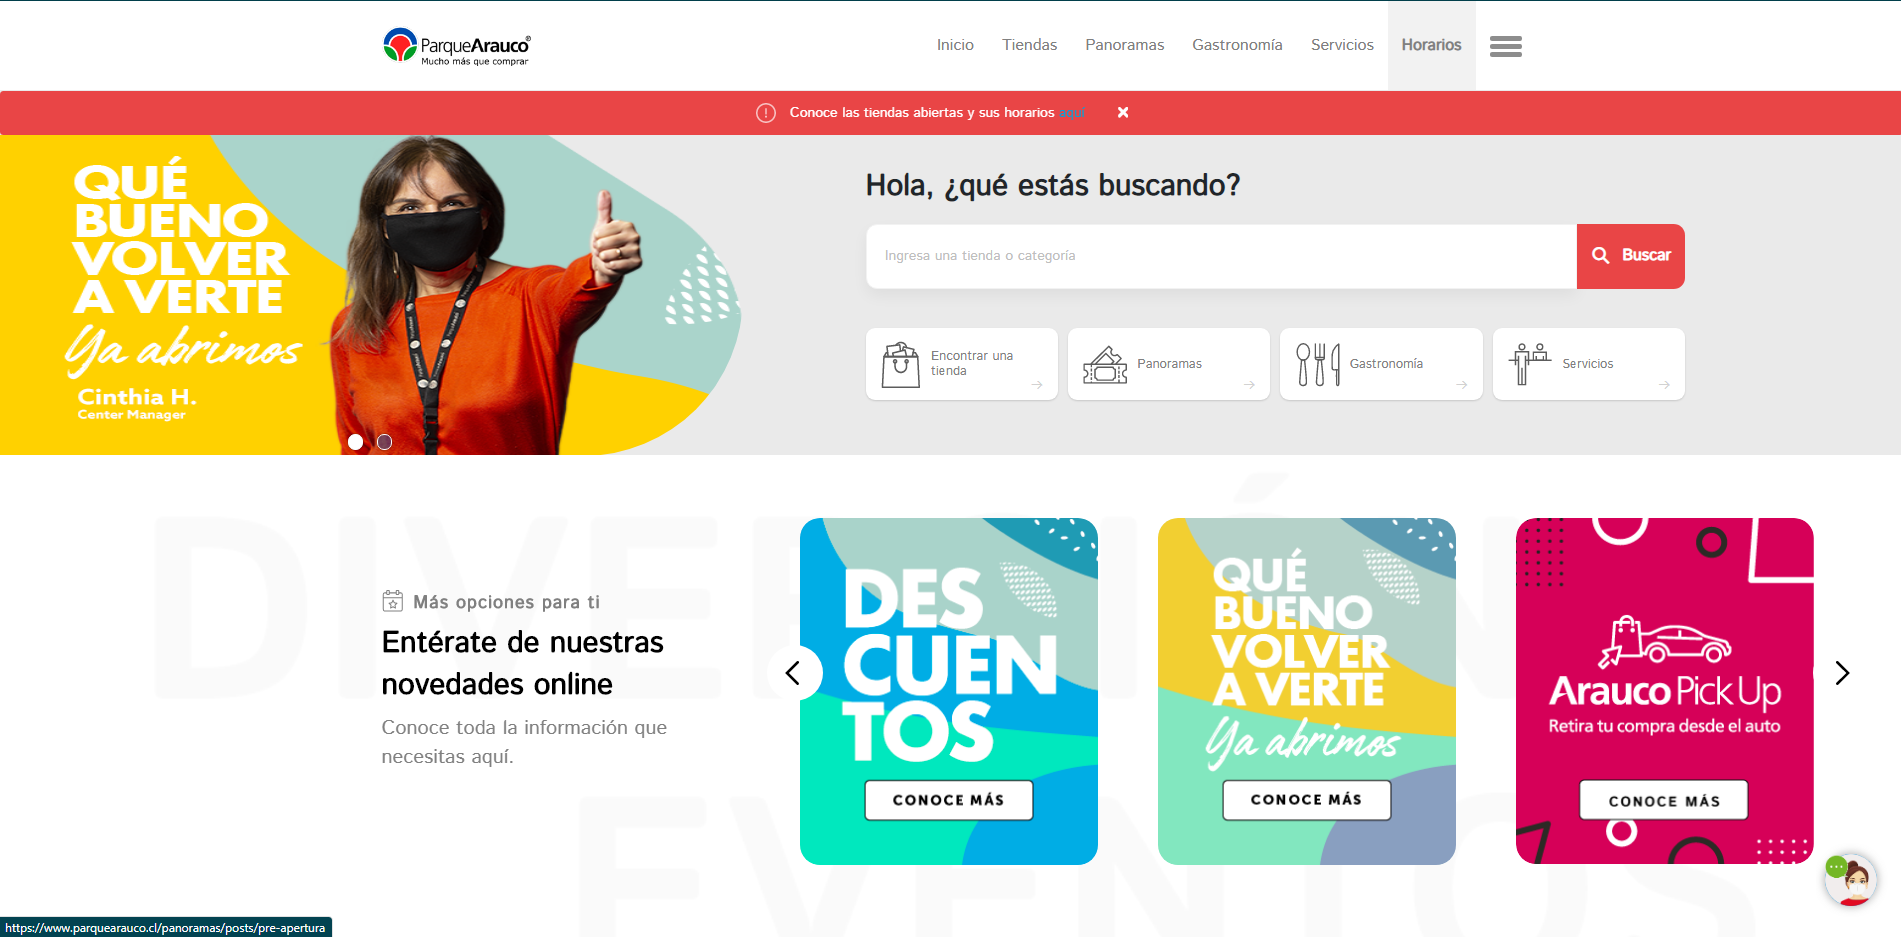 ParqueArauco®
Mucho más que comprar
Inicio
Tiendas
Panoramas
Gastronomía
Servicios
Horarios
Conoce las tiendas abiertas y sus horarios aquí
QUÉ
BUENO
VOLVER
A VERTE
Ya abrimos
Cinthia H.
Center Manager
Hola, ¿qué estás buscando?
Ingresa una tienda o categoría
Buscar
Encontrar una
tienda
Panoramas
Gastronomía
Servicios
Más opciones para ti
Entérate de nuestras
novedades online
Conoce toda la información que
necesitas aquí.
DES
CUEN
TOS
CONOCE MÁS
QUÉ
BUENO
VOLVER
A VERTE
Ya abrimos
CONOCE MÁS
Arauco Pick Up
Retira tu compra desde el auto
CONOCE MÁS
EVENTOS
https://www.parquearauco.cl/panoramas/posts/pre-apertura